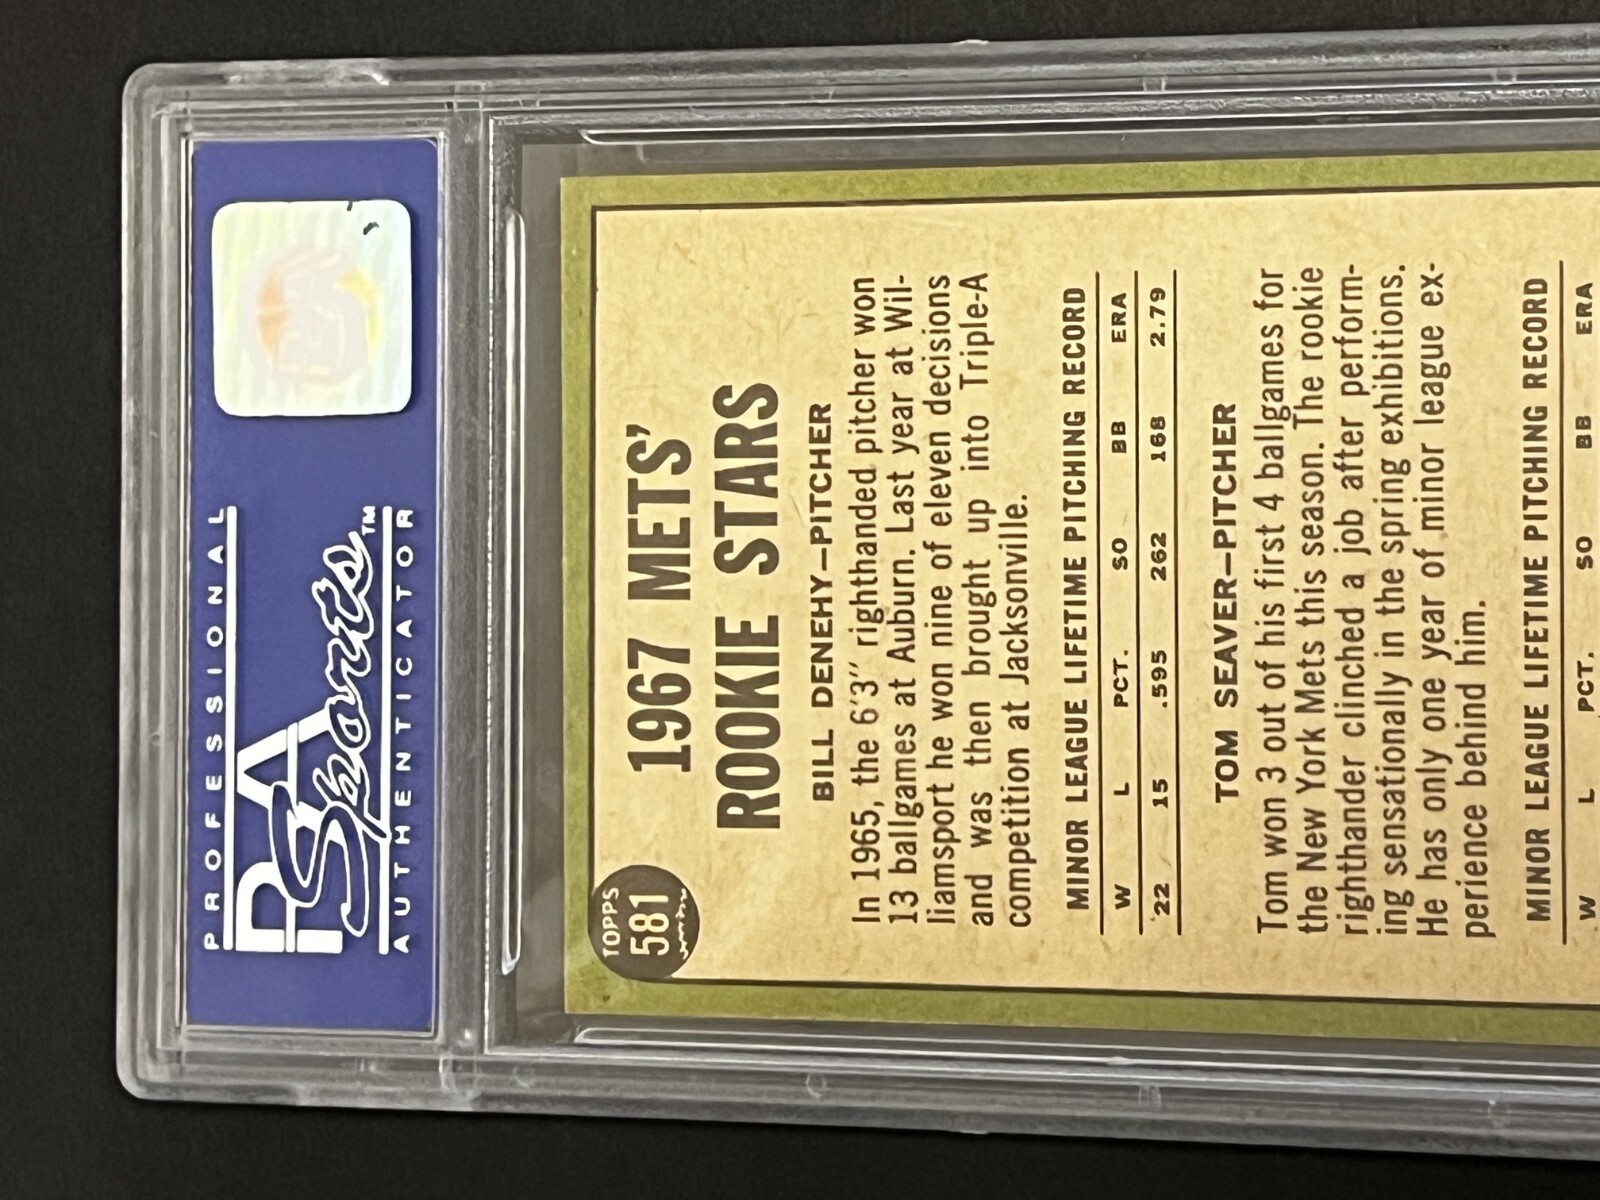 PROFESSIONAL
PSA
Sports™
AUTHENTICATOR
TOPPS
581
1967 METS'
ROOKIE STARS
BILL DENEHY—PITCHER
In 1965, the 6'3" righthanded pitcher won
13 ballgames at Auburn. Last year at Wil-
liamsport he won nine of eleven decisions
and was then brought up into Triple-A
competition at Jacksonville.
MINOR LEAGUE LIFETIME PITCHING RECORD
W L PCT. SO BB ERA
22 15 .595 262 168 2.79
TOM SEAVER—PITCHER
Tom won 3 out of his first 4 ballgames for
the New York Mets this season. The rookie
righthander clinched a job after perform-
ing sensationally in the spring exhibitions.
He has only one year of minor league ex-
perience behind him.
MINOR LEAGUE LIFETIME PITCHING RECORD
W L PCT. SO BB ERA